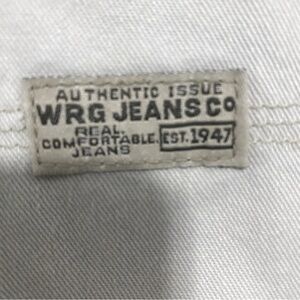 AUTHENTIC ISSUE
WRG JEANS CO
REAL.
COMFORTABLE. EST. 1947
JEANS